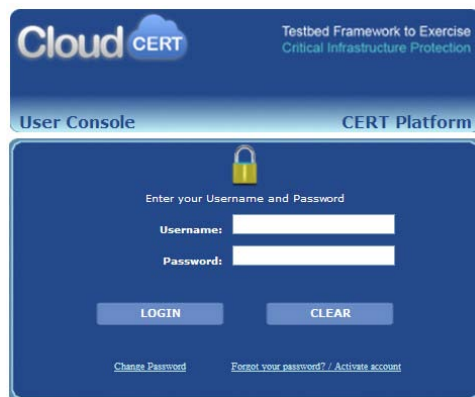 Cloud CERT
Testbed Framework to Exercise
Critical Infrastructure Protection
User Console
CERT Platform
Enter your Username and Password
Username:
Password:
LOGIN
CLEAR
Change Password
Forgot your password? / Activate account